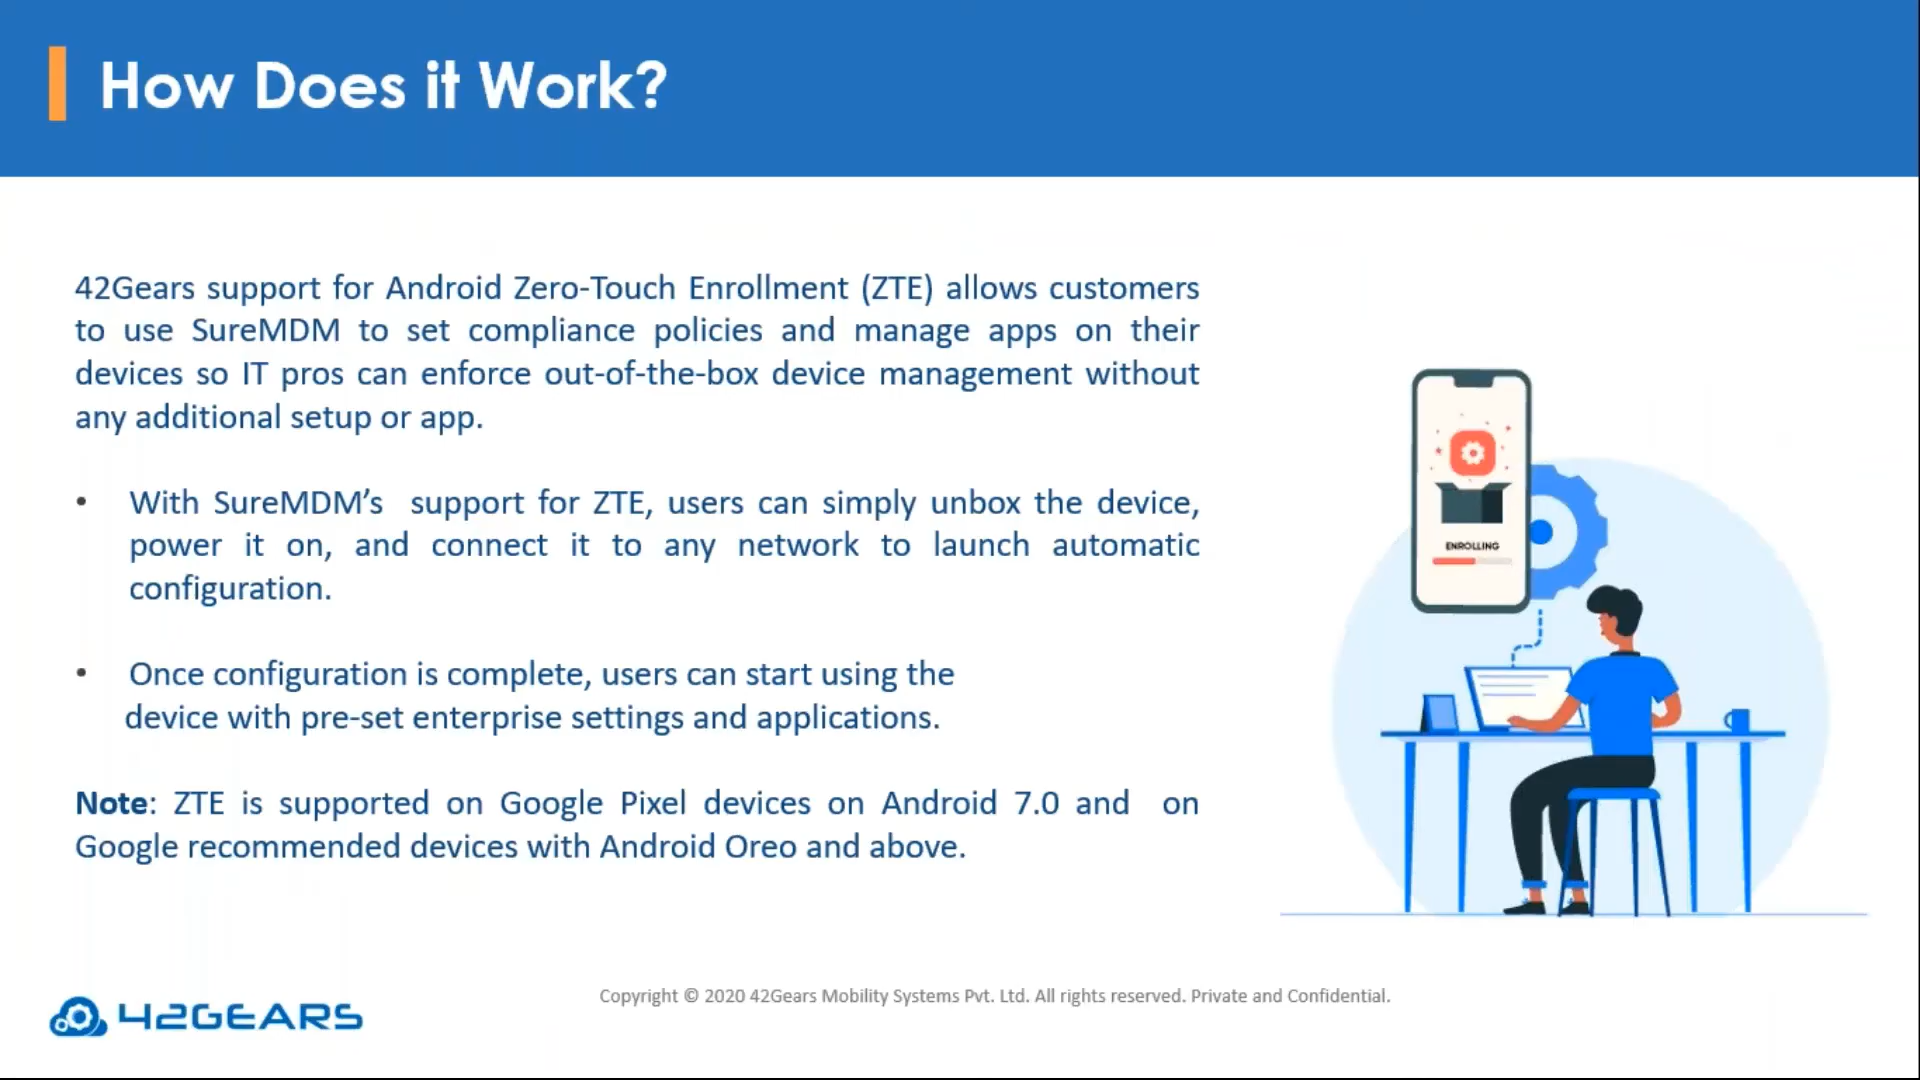 How Does it Work?
42Gears support for Android Zero-Touch Enrollment (ZTE) allows customers
to use SureMDM to set compliance policies and manage apps on their
devices so IT pros can enforce out-of-the-box device management without
any additional setup or app.
• With SureMDM’s  support for ZTE, users can simply unbox the device,
power it on, and connect it to any network to launch automatic
configuration.
• Once configuration is complete, users can start using the
device with pre-set enterprise settings and applications.
Note: ZTE is supported on Google Pixel devices on Android 7.0 and  on
Google recommended devices with Android Oreo and above.
ENROLLING
42GEARS
Copyright © 2020 42Gears Mobility Systems Pvt. Ltd. All rights reserved. Private and Confidential.